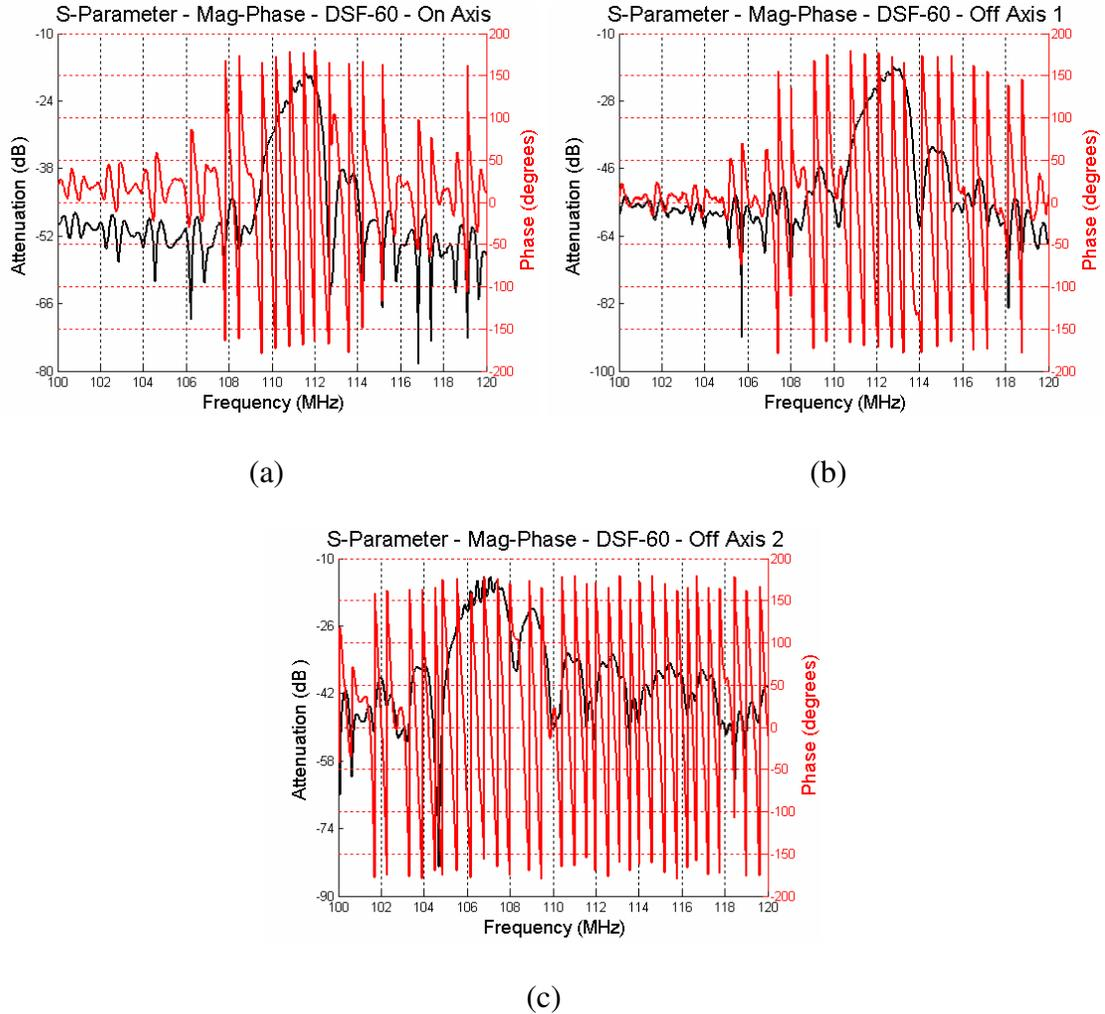 S-Parameter - Mag-Phase - DSF-60 - On Axis
-10
-24
-38
-52
-66
-80
Attenuation (dB)
200
150
100
50
0
-50
-100
-150
-200
Phase (degrees)
100 102 104 106 108 110 112 114 116 118 120
Frequency (MHz)
(a)
S-Parameter - Mag-Phase - DSF-60 - Off Axis 1
-10
-28
-46
-64
-82
-100
Attenuation (dB)
200
150
100
50
0
-50
-100
-150
-200
Phase (degrees)
100 102 104 106 108 110 112 114 116 118 120
Frequency (MHz)
(b)
S-Parameter - Mag-Phase - DSF-60 - Off Axis 2
-10
-26
-42
-58
-74
-90
Attenuation (dB)
200
150
100
50
0
-50
-100
-150
-200
Phase (degrees)
100 102 104 106 108 110 112 114 116 118 120
Frequency (MHz)
(c)